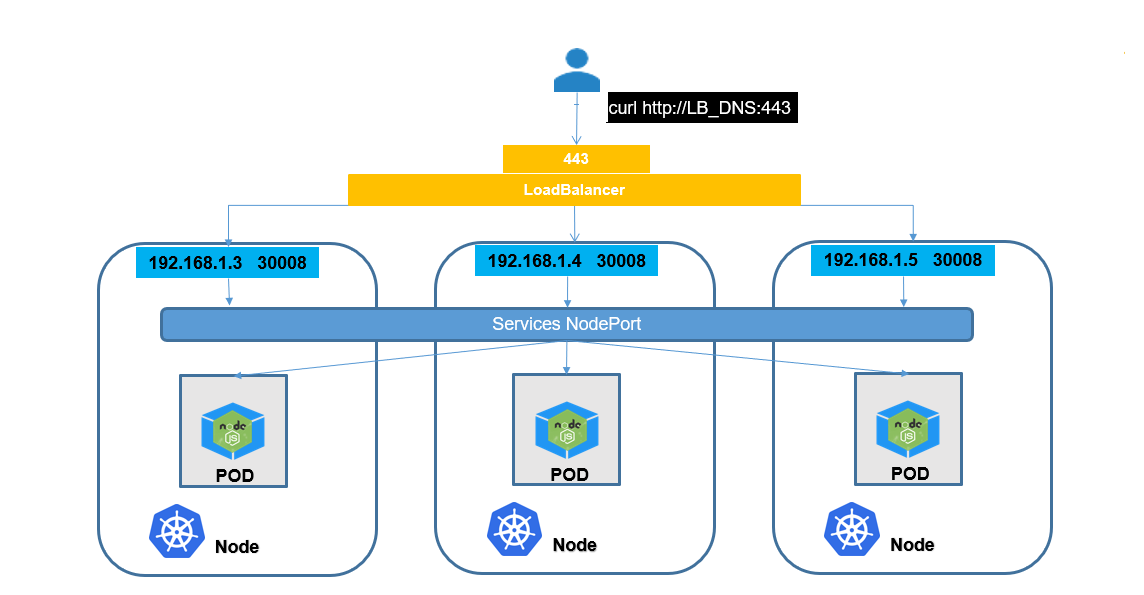 curl http://LB_DNS:443
443
LoadBalancer
192.168.1.3 30008
192.168.1.4 30008
192.168.1.5 30008
Services NodePort
node
JS
POD
node
JS
POD
node
JS
POD
Node
Node
Node